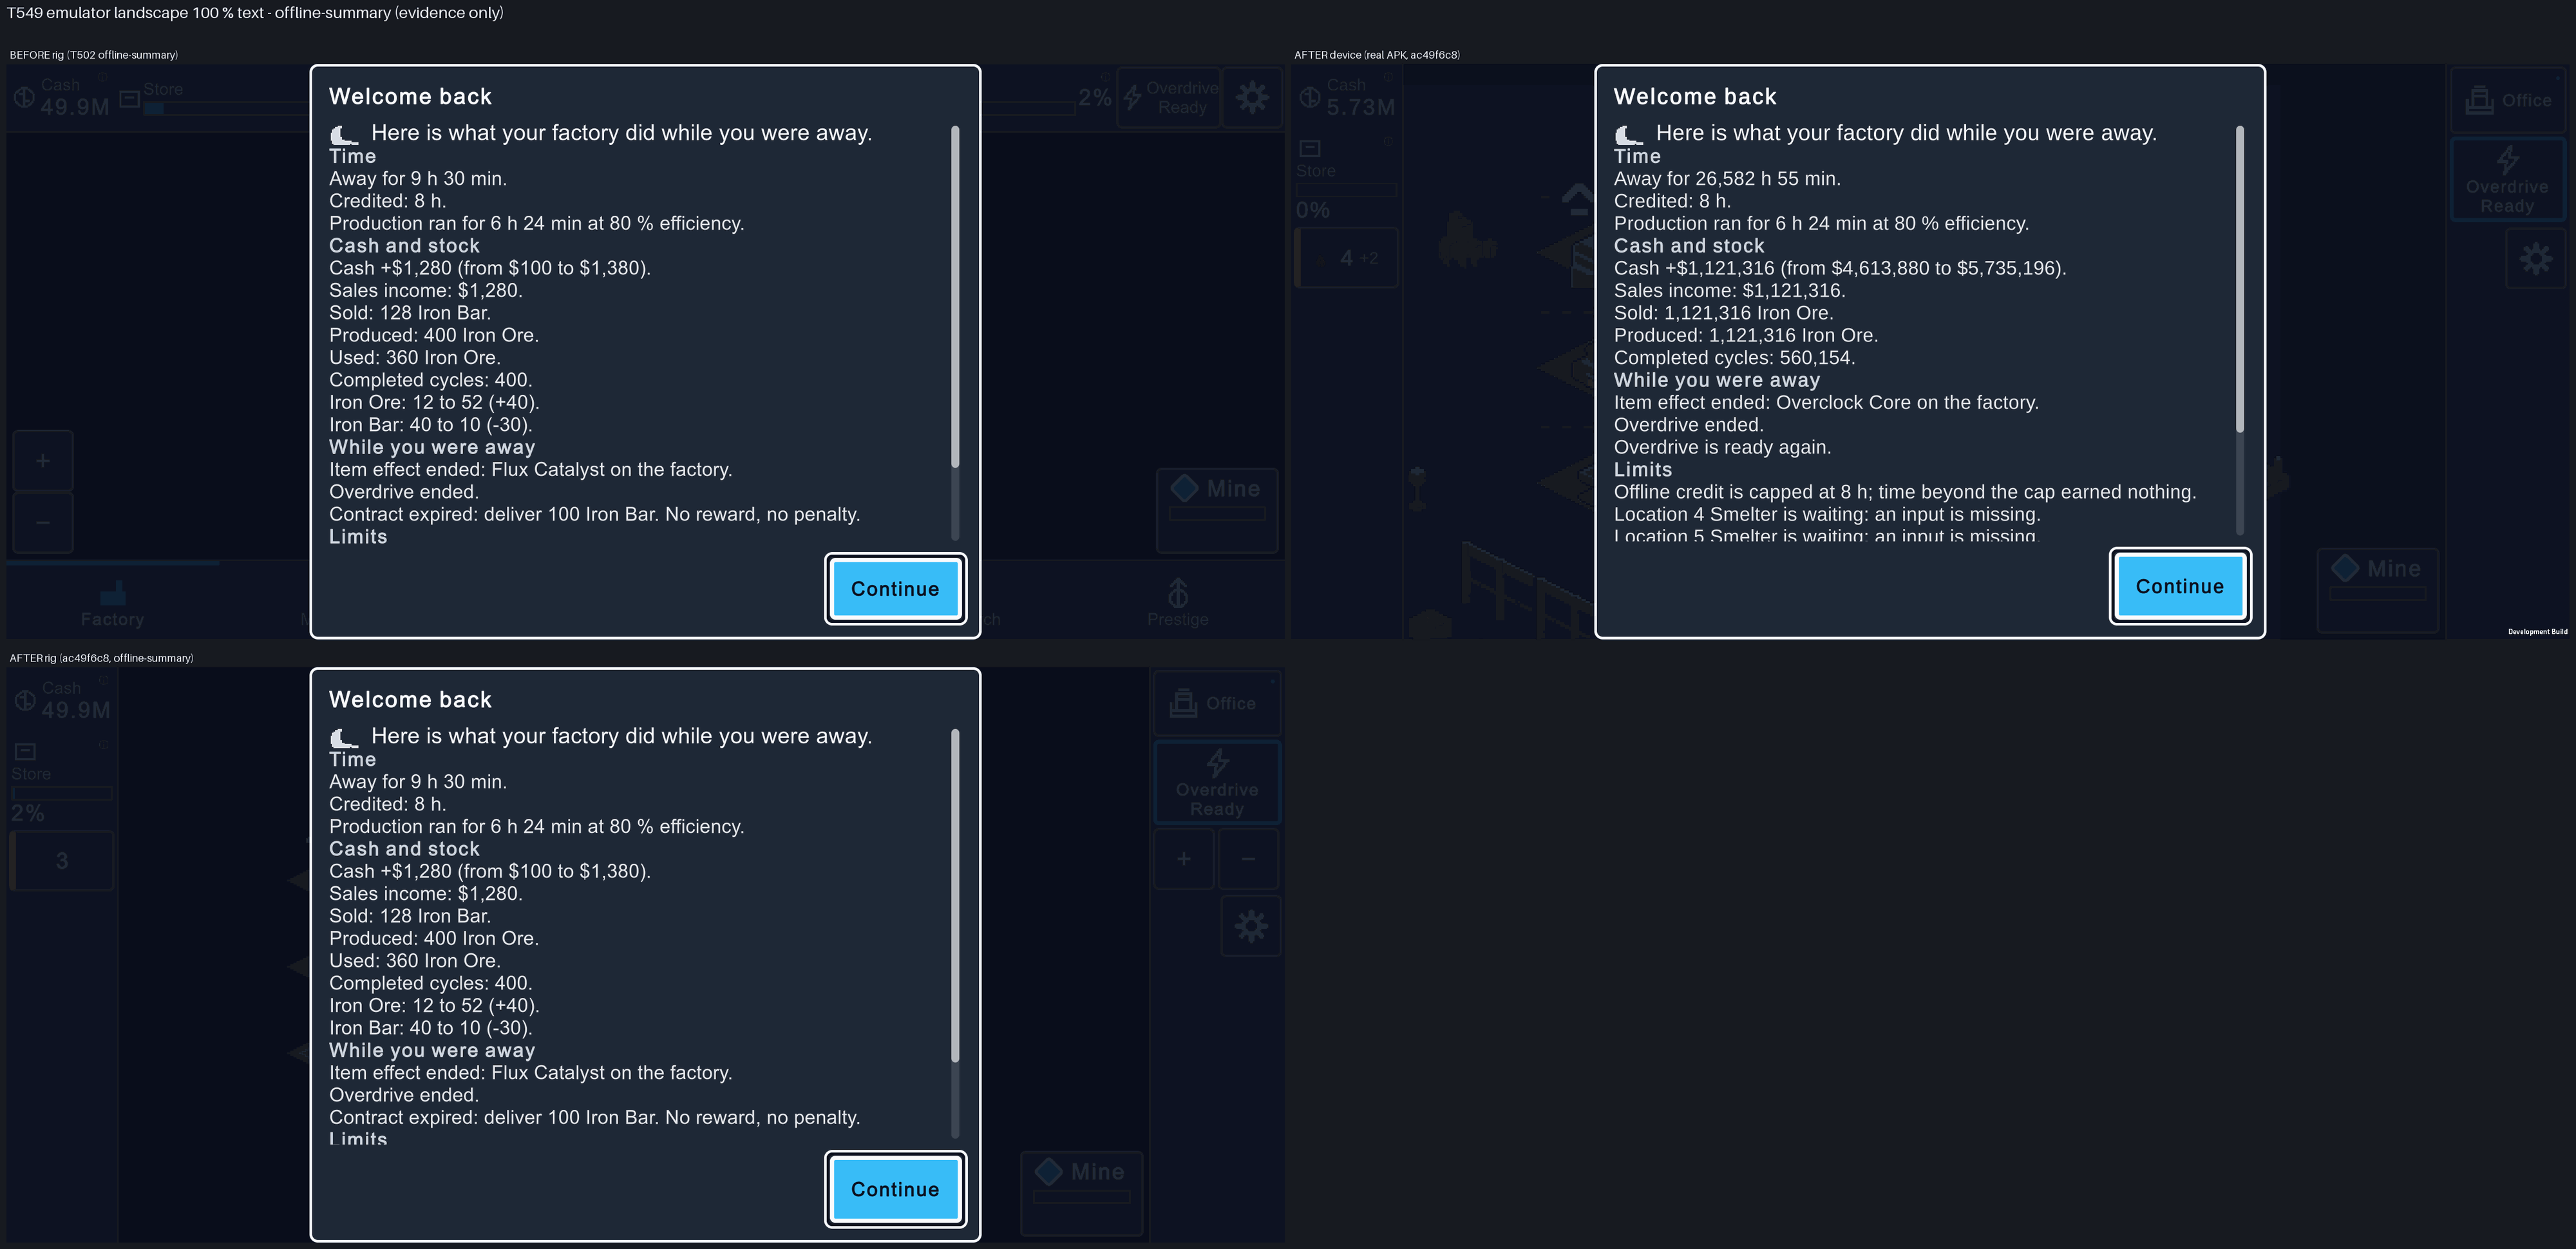 T549 emulator landscape 100 % text - offline-summary (evidence only)
BEFORE rig (T502 offline-summary)
Cash
49.9M
Store
2%
Overdrive
Ready
Welcome back
Here is what your factory did while you were away.
Time
Away for 9 h 30 min.
Credited: 8 h.
Production ran for 6 h 24 min at 80 % efficiency.
Cash and stock
Cash +$1,280 (from $100 to $1,380).
Sales income: $1,280.
Sold: 128 Iron Bar.
Produced: 400 Iron Ore.
Used: 360 Iron Ore.
Completed cycles: 400.
Iron Ore: 12 to 52 (+40).
Iron Bar: 40 to 10 (-30).
While you were away
Item effect ended: Flux Catalyst on the factory.
Overdrive ended.
Contract expired: deliver 100 Iron Bar. No reward, no penalty.
Limits
Continue
+
−
Mine
Factory
M
ch
Prestige
AFTER device (real APK, ac49f6c8)
Cash
5.73M
Store
0%
4 +2
Welcome back
Here is what your factory did while you were away.
Time
Away for 26,582 h 55 min.
Credited: 8 h.
Production ran for 6 h 24 min at 80 % efficiency.
Cash and stock
Cash +$1,121,316 (from $4,613,880 to $5,735,196).
Sales income: $1,121,316.
Sold: 1,121,316 Iron Ore.
Produced: 1,121,316 Iron Ore.
Completed cycles: 560,154.
While you were away
Item effect ended: Overclock Core on the factory.
Overdrive ended.
Overdrive is ready again.
Limits
Offline credit is capped at 8 h; time beyond the cap earned nothing.
Location 4 Smelter is waiting: an input is missing.
Location 5 Smelter is waiting: an input is missing.
Continue
Office
Overdrive
Ready
Mine
Development Build
AFTER rig (ac49f6c8, offline-summary)
Cash
49.9M
Store
2%
3
Welcome back
Here is what your factory did while you were away.
Time
Away for 9 h 30 min.
Credited: 8 h.
Production ran for 6 h 24 min at 80 % efficiency.
Cash and stock
Cash +$1,280 (from $100 to $1,380).
Sales income: $1,280.
Sold: 128 Iron Bar.
Produced: 400 Iron Ore.
Used: 360 Iron Ore.
Completed cycles: 400.
Iron Ore: 12 to 52 (+40).
Iron Bar: 40 to 10 (-30).
While you were away
Item effect ended: Flux Catalyst on the factory.
Overdrive ended.
Contract expired: deliver 100 Iron Bar. No reward, no penalty.
Limits
Continue
Office
Overdrive
Ready
+ −
Mine